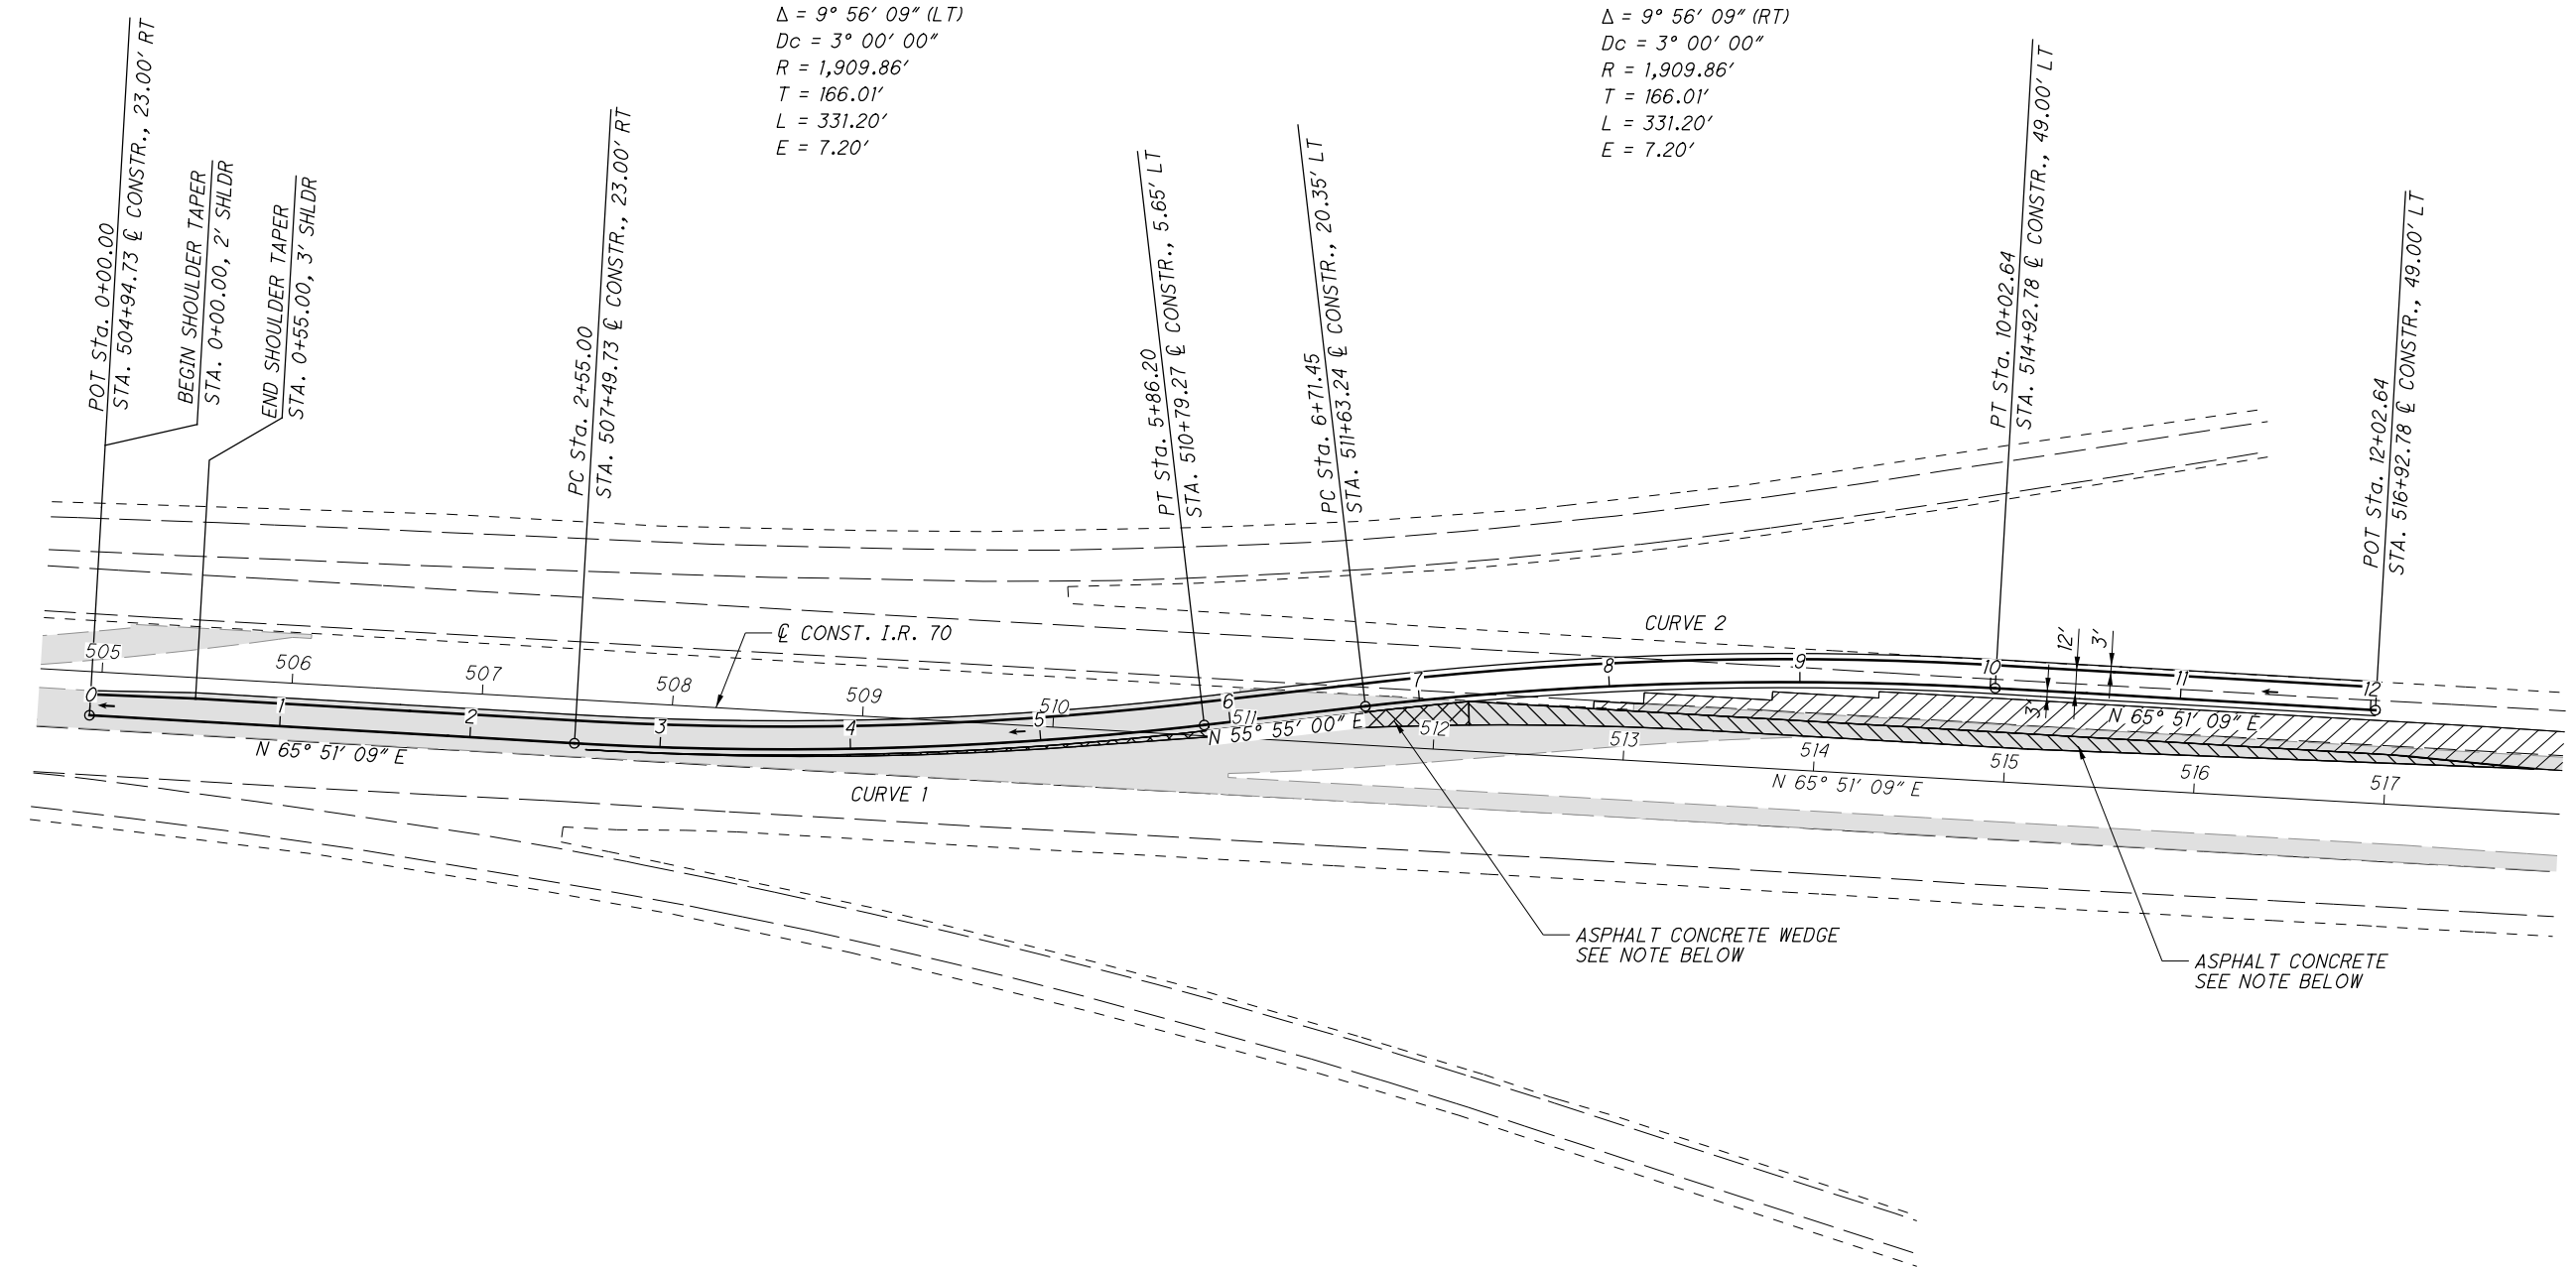 Δ = 9° 56' 09" (LT)
Dc = 3° 00' 00"
R = 1,909.86'
T = 166.01'
L = 331.20'
E = 7.20'
Δ = 9° 56' 09" (RT)
Dc = 3° 00' 00"
R = 1,909.86'
T = 166.01'
L = 331.20'
E = 7.20'
POT Sta. 0+00.00
STA. 504+94.73 ℄ CONSTR., 23.00' RT
BEGIN SHOULDER TAPER
STA. 0+00.00, 2' SHLDR
END SHOULDER TAPER
STA. 0+55.00, 3' SHLDR
PC Sta. 2+55.00
STA. 507+49.73 ℄ CONSTR., 23.00' RT
PT Sta. 5+86.20
STA. 510+79.27 ℄ CONSTR., 5.65' LT
PC Sta. 6+71.45
STA. 511+63.24 ℄ CONSTR., 20.35' LT
PT Sta. 10+02.64
STA. 514+92.78 ℄ CONSTR., 49.00' LT
POT Sta. 12+02.64
STA. 516+92.78 ℄ CONSTR., 49.00' LT
℄ CONST. I.R. 70
CURVE 2
12'
3'
3'
505
506
507
508
509
510
511
512
513
514
515
516
517
0
1
2
3
4
5
6
7
8
9
10
11
12
N 65° 51' 09" E
N 55° 55' 00" E
N 65° 51' 09" E
N 65° 51' 09" E
CURVE 1
ASPHALT CONCRETE WEDGE
SEE NOTE BELOW
ASPHALT CONCRETE
SEE NOTE BELOW